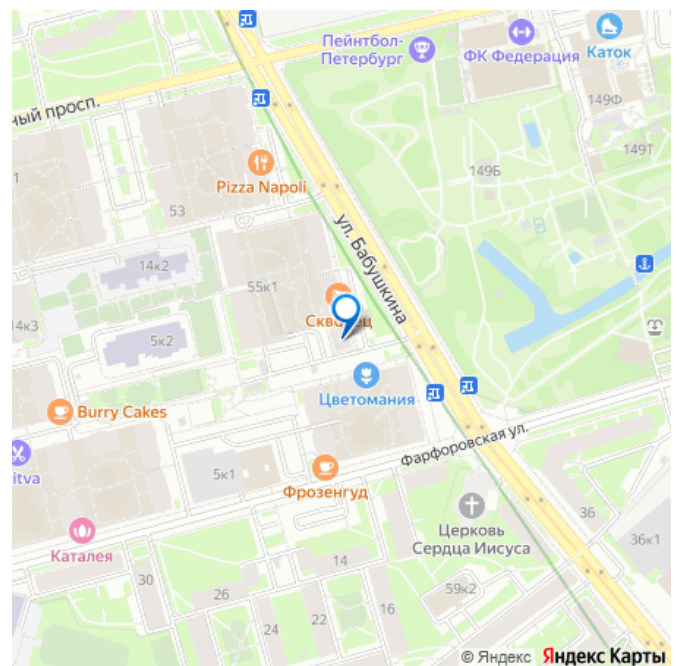 Пейнтбол-
Петербург
ФК Федерация
Каток
149Ф
ный просп.
149Т
1
Pizza Napoli
149Б
53
ул. Бабушкина
14к2
55к1
4к3
5к2
Цветомания
Burry Cakes
Фарфоровская ул.
itva
5к1
Фрозенгуд
Церковь
Сердца Иисуса
36
36к1
Каталея
14
30
59к2
26
16
22
24
© Яндекс Яндекс Карты